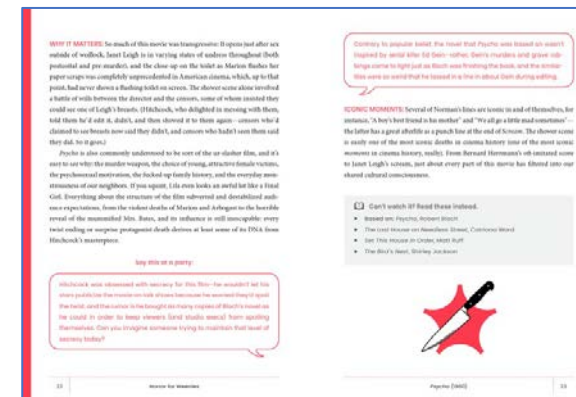 WHY IT MATTERS: So much of this movie was transgressive: It opens just after sex
outside of wedlock, Janet Leigh is in varying states of undress throughout (both
postcoital and pre-murder), and the close-up on the toilet as Marion flushes her
paper scraps was completely unprecedented in American cinema, which, up to that
point, had never shown a flushing toilet on screen. The shower scene alone involved
a battle of wills between the director and the censors, some of whom insisted they
could see one of Leigh's breasts. (Hitchcock, who delighted in messing with them,
told them he'd edit it, didn't, and then showed it to them again—censors who'd
claimed to see breasts now said they didn't, and censors who hadn't seen them said
they did. So it goes.)
Psycho is also commonly understood to be sort of the ur-slasher film, and it's
easy to see why: the murder weapon, the choice of young, attractive female victims,
the psychosexual motivation, the fucked-up family history, and the everyday mon-
strousness of our neighbors. If you squint, Lila even looks an awful lot like a Final
Girl. Everything about the structure of the film subverted and destabilized audi-
ence expectations, from the violent deaths of Marion and Arbogast to the horrible
reveal of the mummified Mrs. Bates, and its influence is still inescapable: every
twist ending or surprise protagonist death derives at least some of its DNA from
Hitchcock's masterpiece.
Say this at a party:
Hitchcock was obsessed with secrecy for this film—he wouldn't let his
stars publicize the movie on talk shows because he worried they'd spoil
the twist, and the rumor is he bought as many copies of Bloch's novel as
he could in order to keep viewers (and studio execs) from spoiling
themselves. Can you imagine someone trying to maintain that level of
secrecy today?
22
Horror for Weenies
Contrary to popular belief, the novel that Psycho was based on wasn't
inspired by serial killer Ed Gein—rather, Gein's murders and grave rob-
bings came to light just as Bloch was finishing the book, and the similar-
ities were so weird that he tossed in a line about Gein during editing.
ICONIC MOMENTS: Several of Norman's lines are iconic in and of themselves, for
instance, "A boy's best friend is his mother" and "We all go a little mad sometimes"—
the latter has a great afterlife as a punch line at the end of Scream. The shower scene
is easily one of the most iconic deaths in cinema history (one of the most iconic
moments in cinema history, really). From Bernard Herrmann's oft-imitated score
to Janet Leigh's scream, just about every part of this movie has filtered into our
shared cultural consciousness.
Can't watch it? Read these instead.
Based on: Psycho, Robert Bloch
The Last House on Needless Street, Catriona Ward
Set This House in Order, Matt Ruff
The Bird's Nest, Shirley Jackson
Psycho (1960)
23